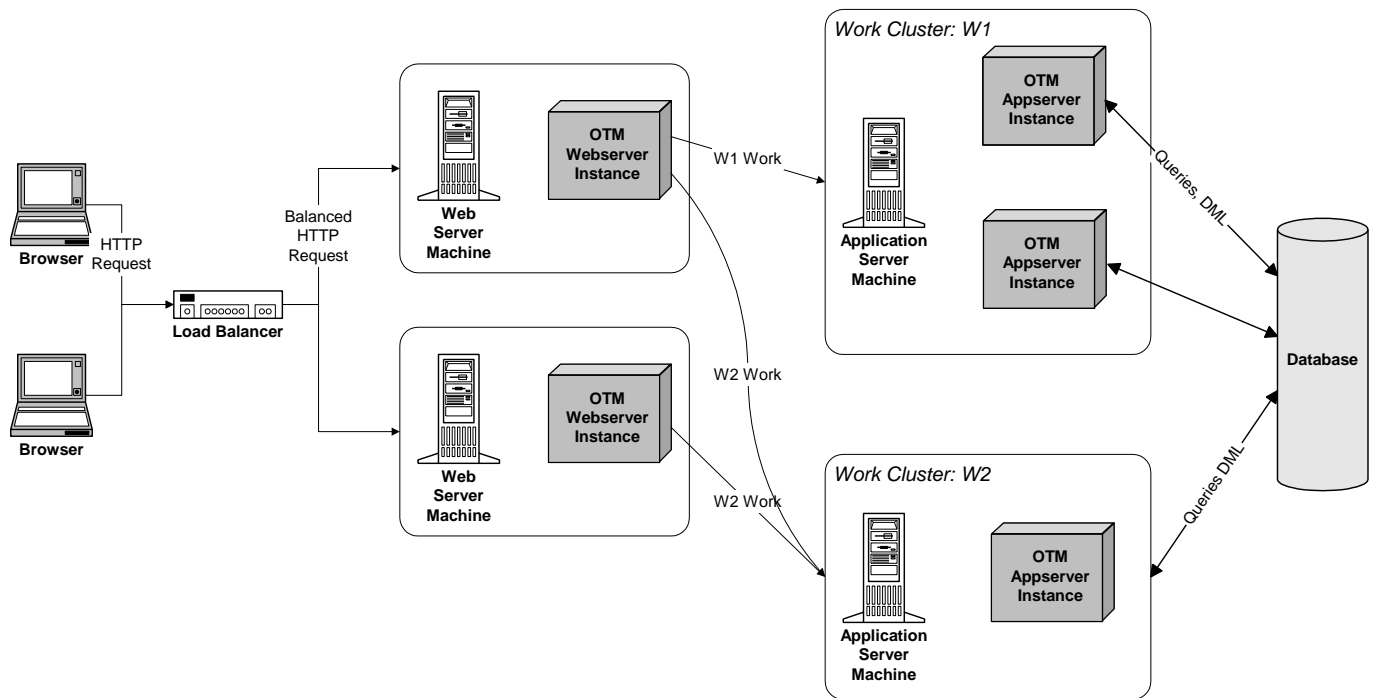 Work Cluster: W1
OTM
Appserver
Instance
OTM
Webserver
Instance
W1 Work
Queries, DML
Web
Server
Machine
Balanced
HTTP
Request
HTTP
Request
Browser
Application
Server
Machine
OTM
Appserver
Instance
Load Balancer
Database
W2 Work
OTM
Webserver
Instance
Browser
Web
Server
Machine
W2 Work
Work Cluster: W2
Queries DML
OTM
Appserver
Instance
Application
Server
Machine